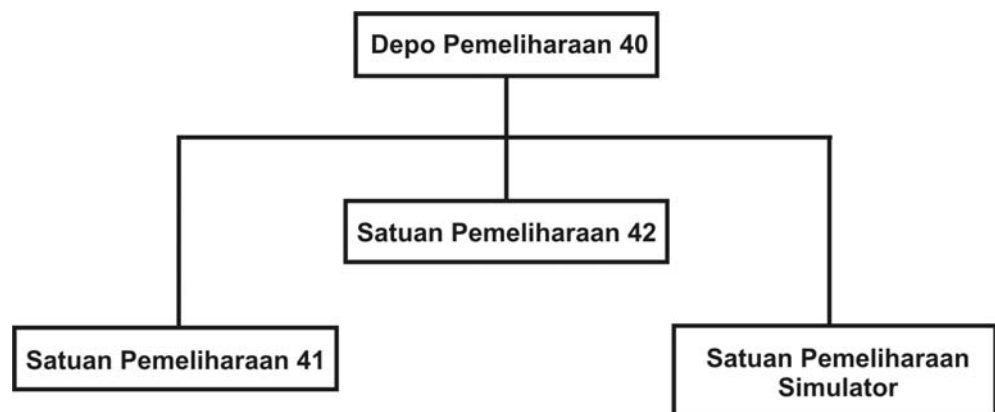 Depo Pemeliharaan 40
Satuan Pemeliharaan 42
Satuan Pemeliharaan 41
Satuan Pemeliharaan
Simulator